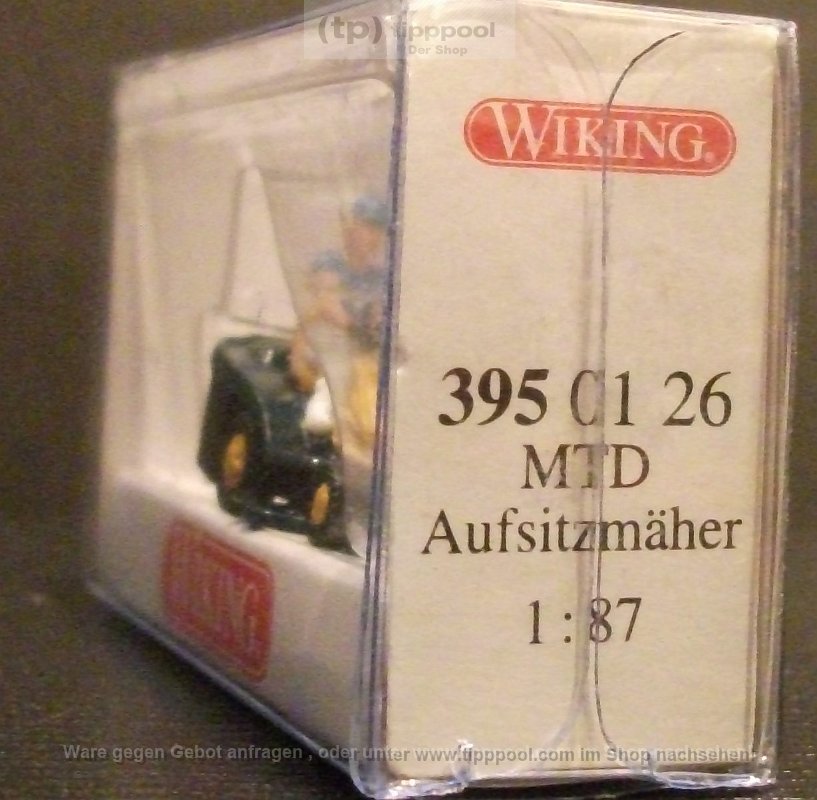 (tp) tipppool
Der Shop
WIKING®
395 01 26
MTD
Aufsitzmäher
1:87
WIKING
Ware gegen Gebot anfragen , oder unter www.tipppool.com im Shop nachsehen!